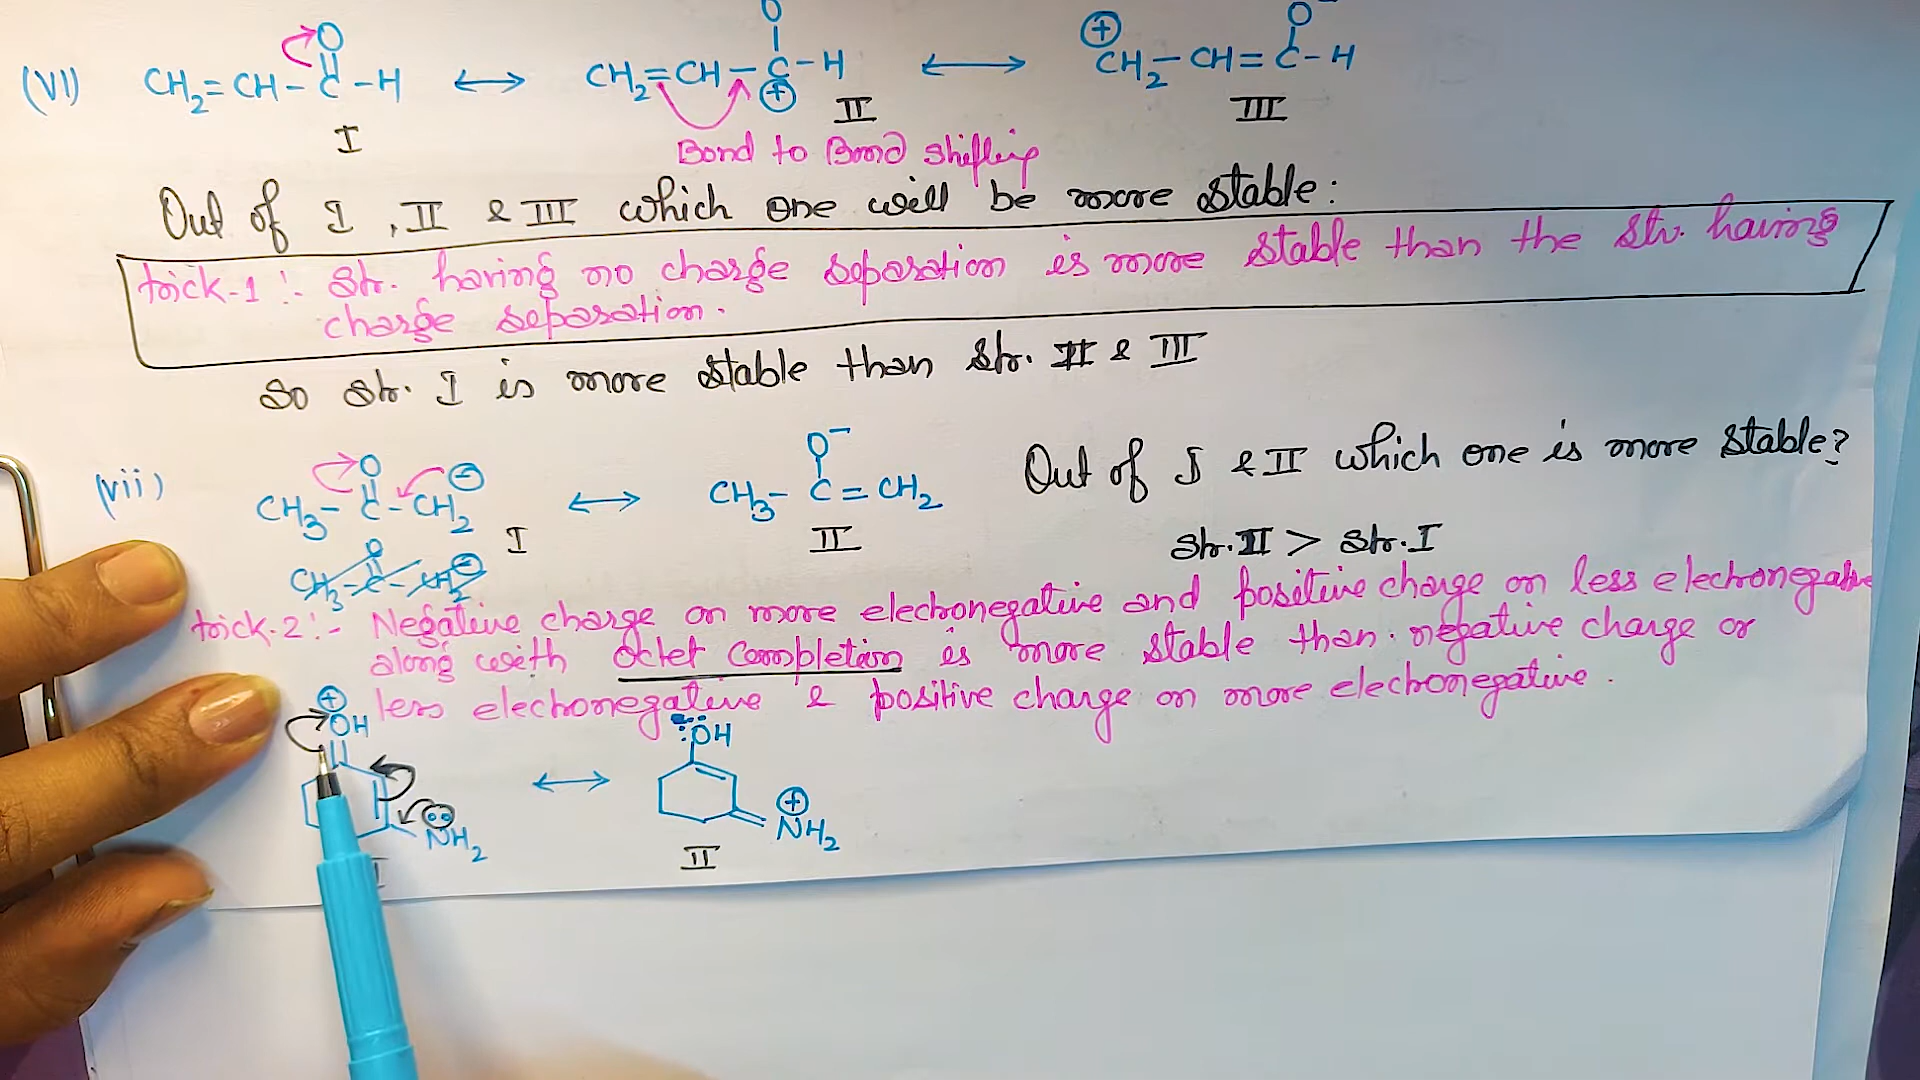 (VI) CH₂=CH-C-H ⟷ CH₂=CH-C-H ⟷ CH₂-CH=C-H
O O O
⊕ ⊕
I II III
Bond to Bond shifting
Out of I, II & III which one will be more stable:
trick-1:- Str. having no charge separation is more stable than the str. having
charge separation.
So str. I is more stable than str. II & III
(vii) CH₃-C-CH₂ ⟷ CH₃-C=CH₂ Out of I & II which one is more stable?
O ⊖ O⁻
I II
CH₃-C-CH₂
O ⊖
Str. II > Str. I
trick-2:- Negative charge on more electronegative and positive charge on less electronegative
along with octet completion is more stable than negative charge or
less electronegative & positive charge on more electronegative.
⊕
OH ⟷ :OH
NH₂ ⊕
NH₂
I II